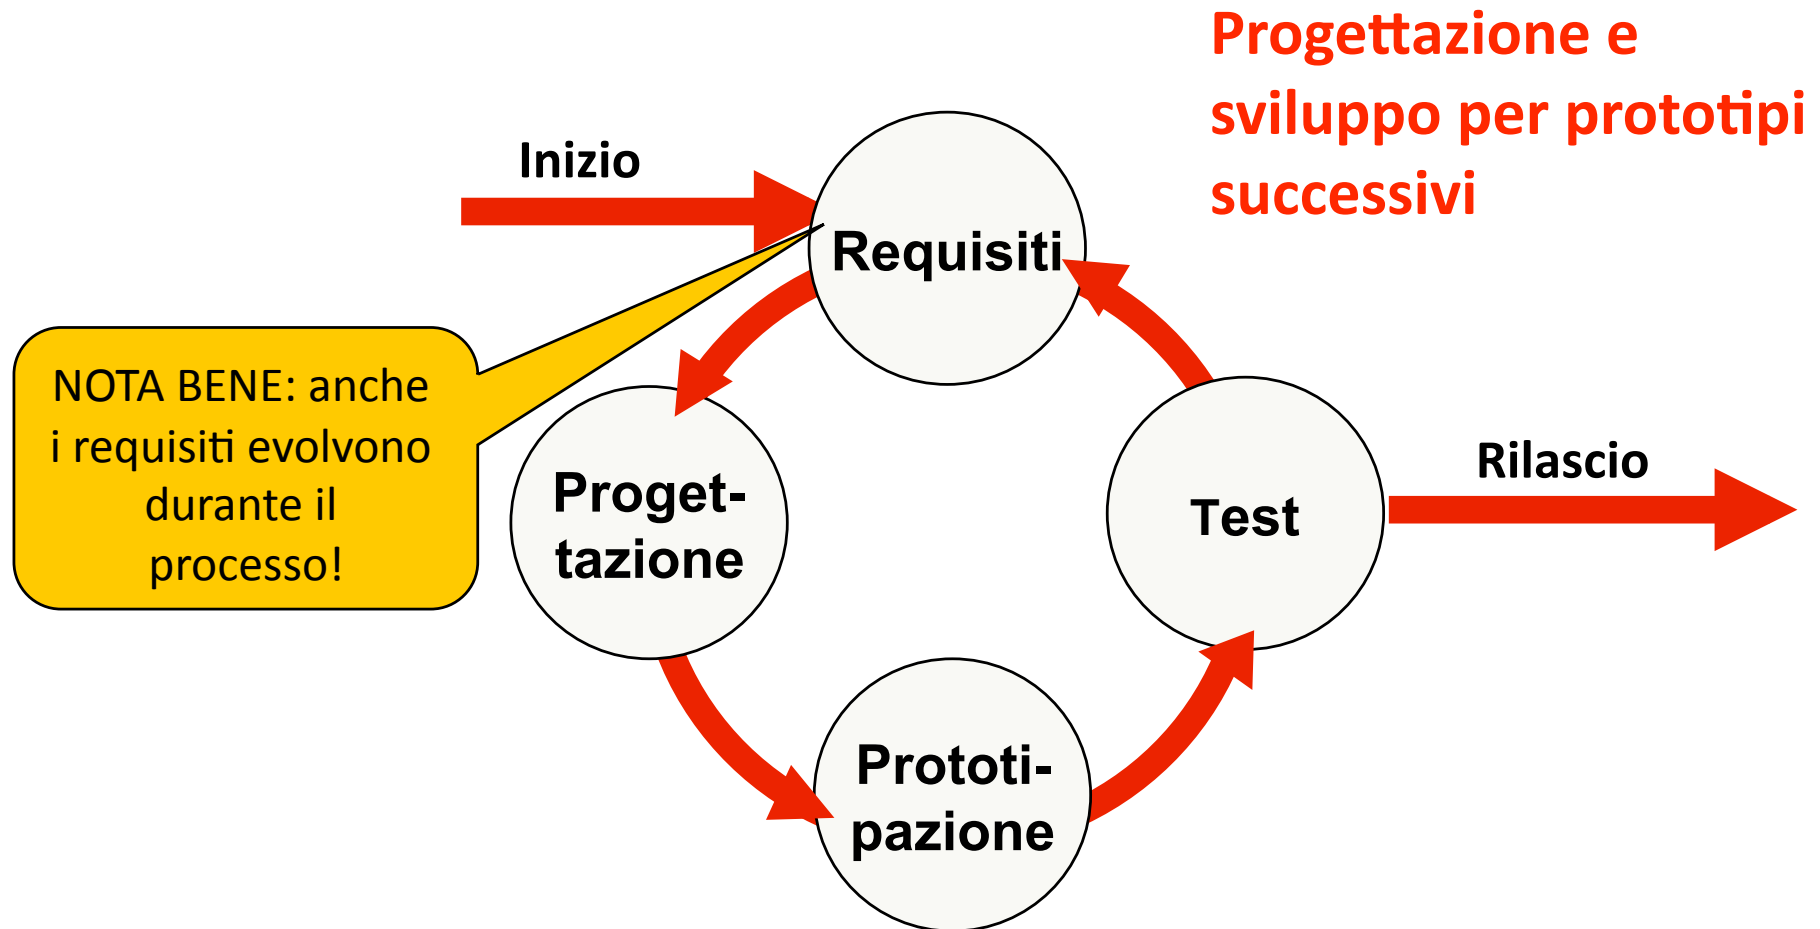 Progettazione e
sviluppo per prototipi
successivi
Inizio
Requisiti
NOTA BENE: anche
i requisiti evolvono
durante il
processo!
Proget-
tazione
Test
Rilascio
Prototi-
pazione